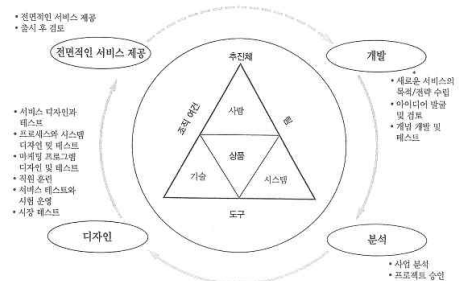 • 전면적인 서비스 제공
• 출시 후 검토
전면적인 서비스 제공
추진체
개발
• 새로운 서비스의
목적/전략 수립
• 아이디어 발굴
및 검토
• 개념 개발 및
테스트
조직 여건
팀
사람
상품
기술
시스템
도구
• 서비스 디자인과
테스트
• 프로세스와 시스템
디자인 및 테스트
• 마케팅 프로그램
디자인 및 테스트
• 직원 훈련
• 서비스 테스트와
시험 운영
• 시장 테스트
디자인
분석
• 사업 분석
• 프로젝트 승인